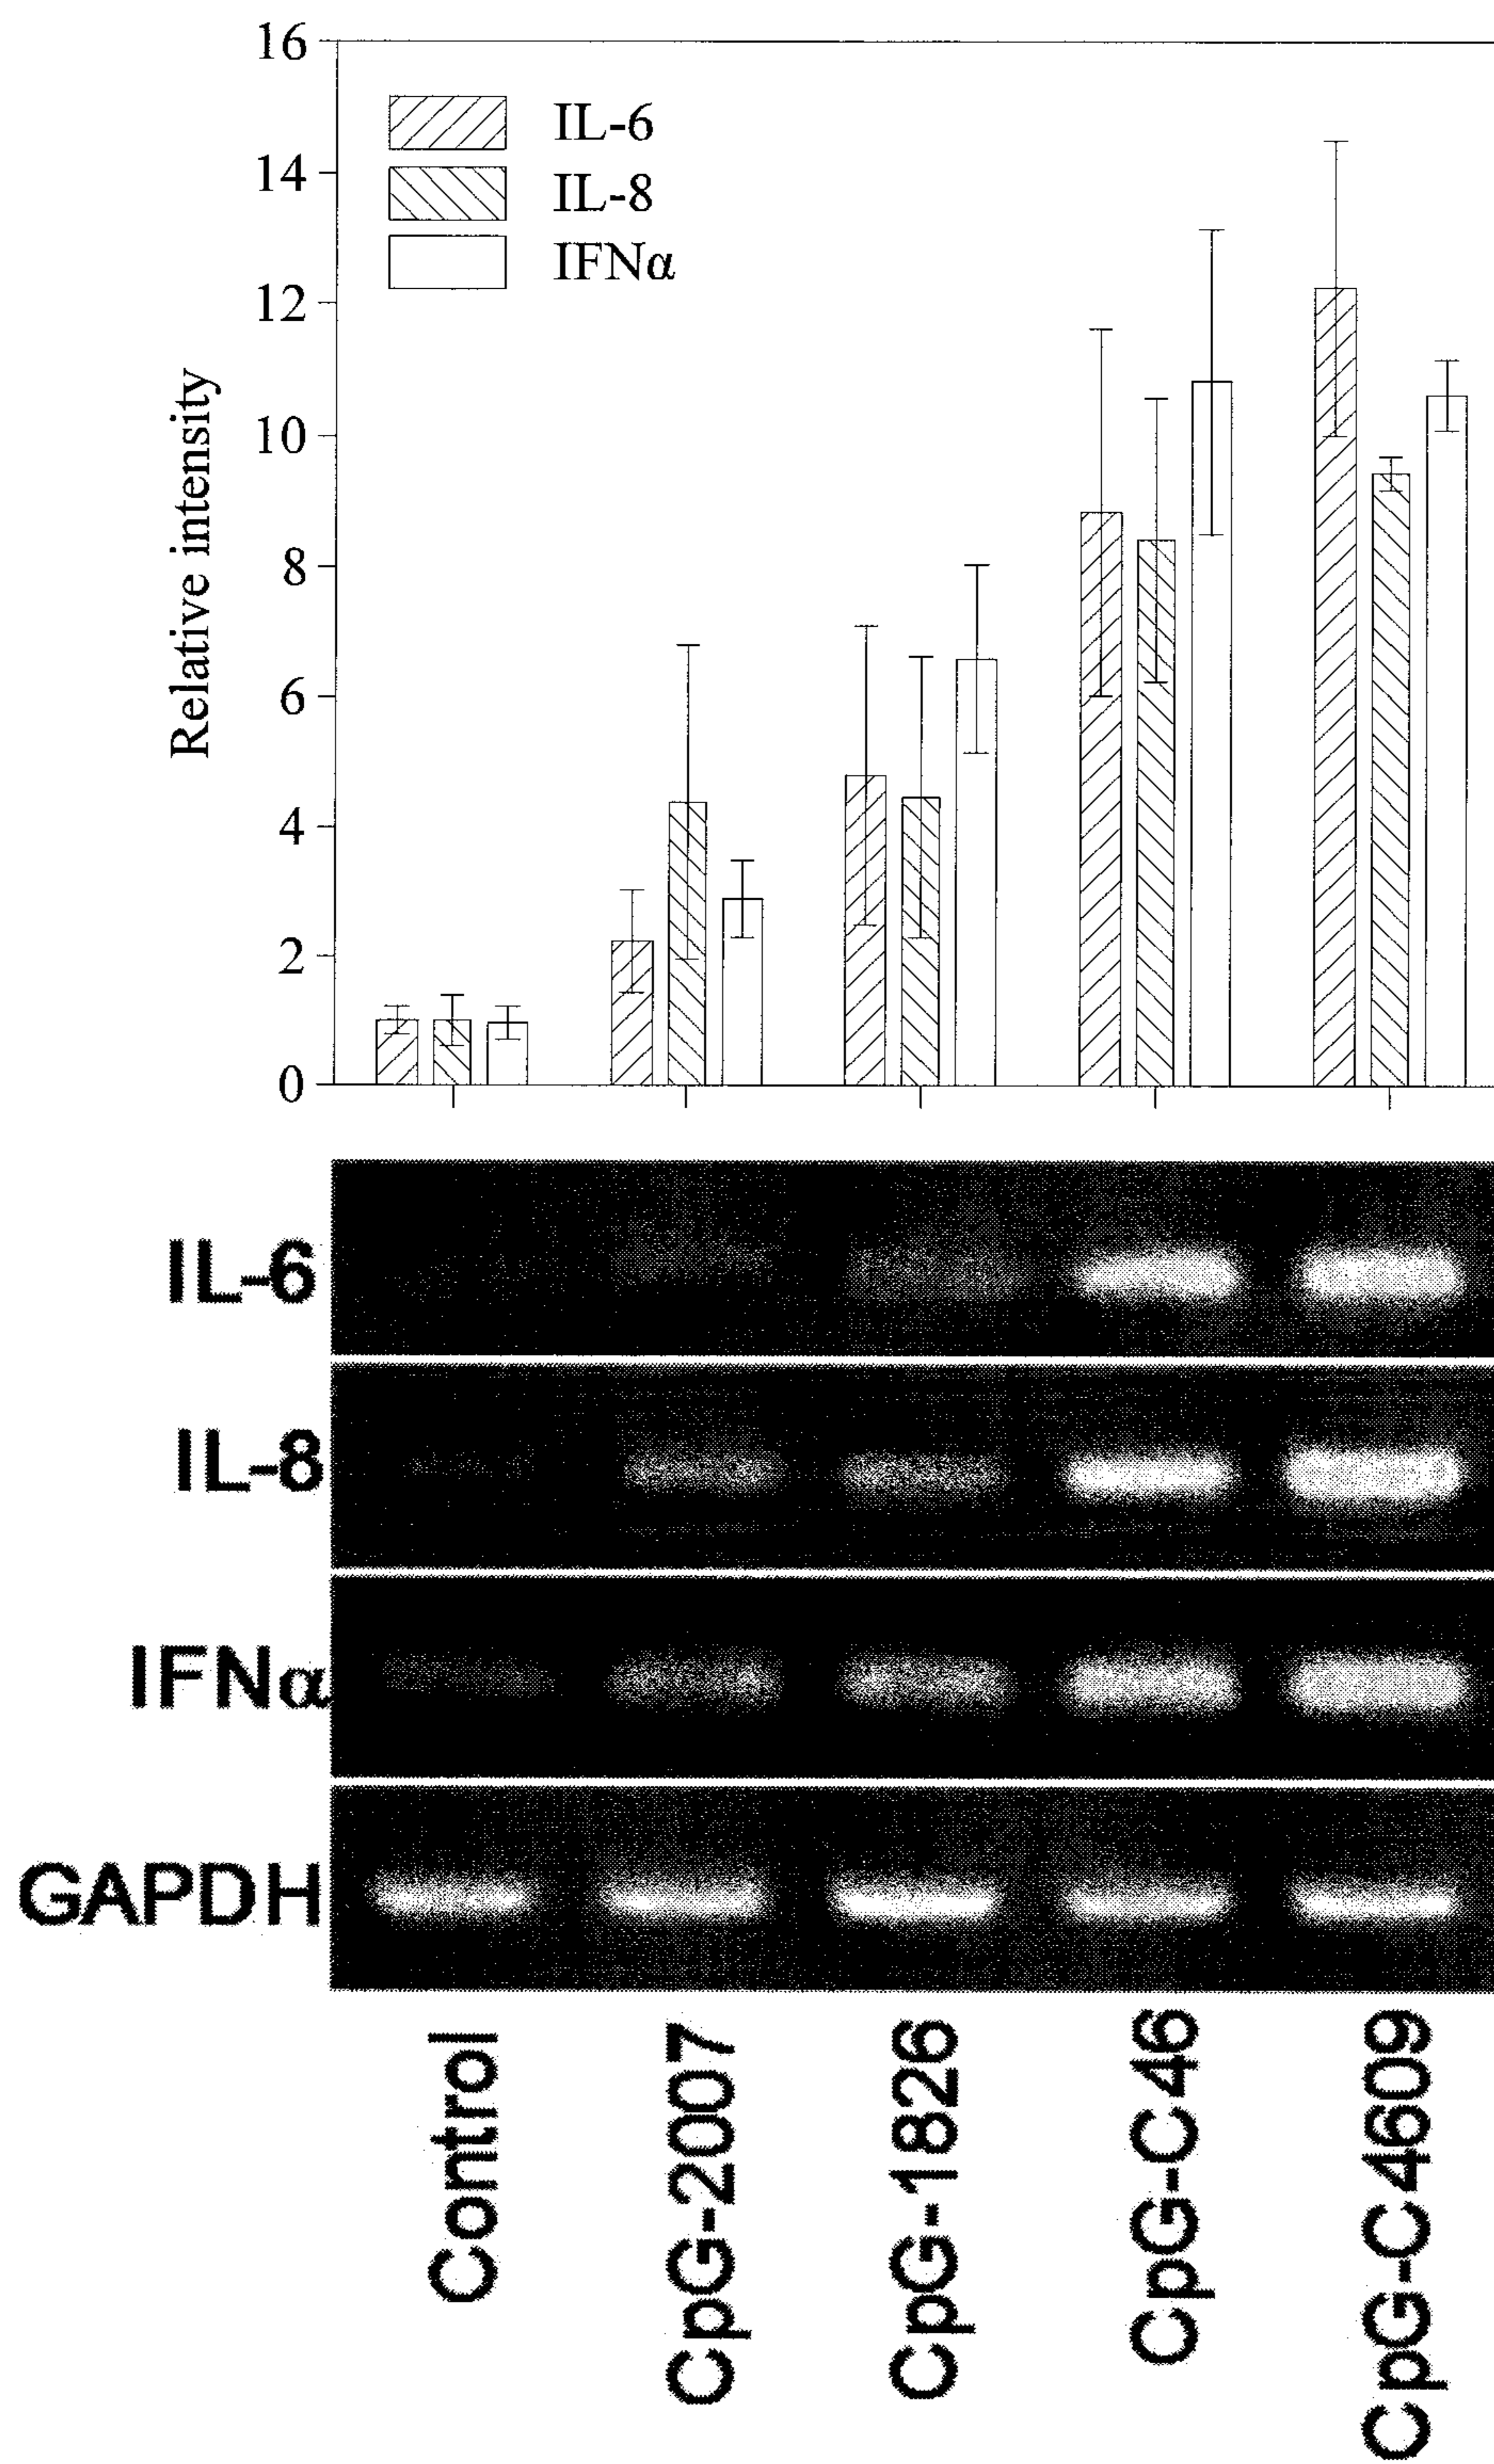 16
14
12
10
8
6
4
2
0
Relative intensity
IL-6
IL-8
IFNα
IL-6
IL-8
IFNα
GAPDH
Control
CpG-2007
CpG-1826
CpG-C46
CpG-C4609